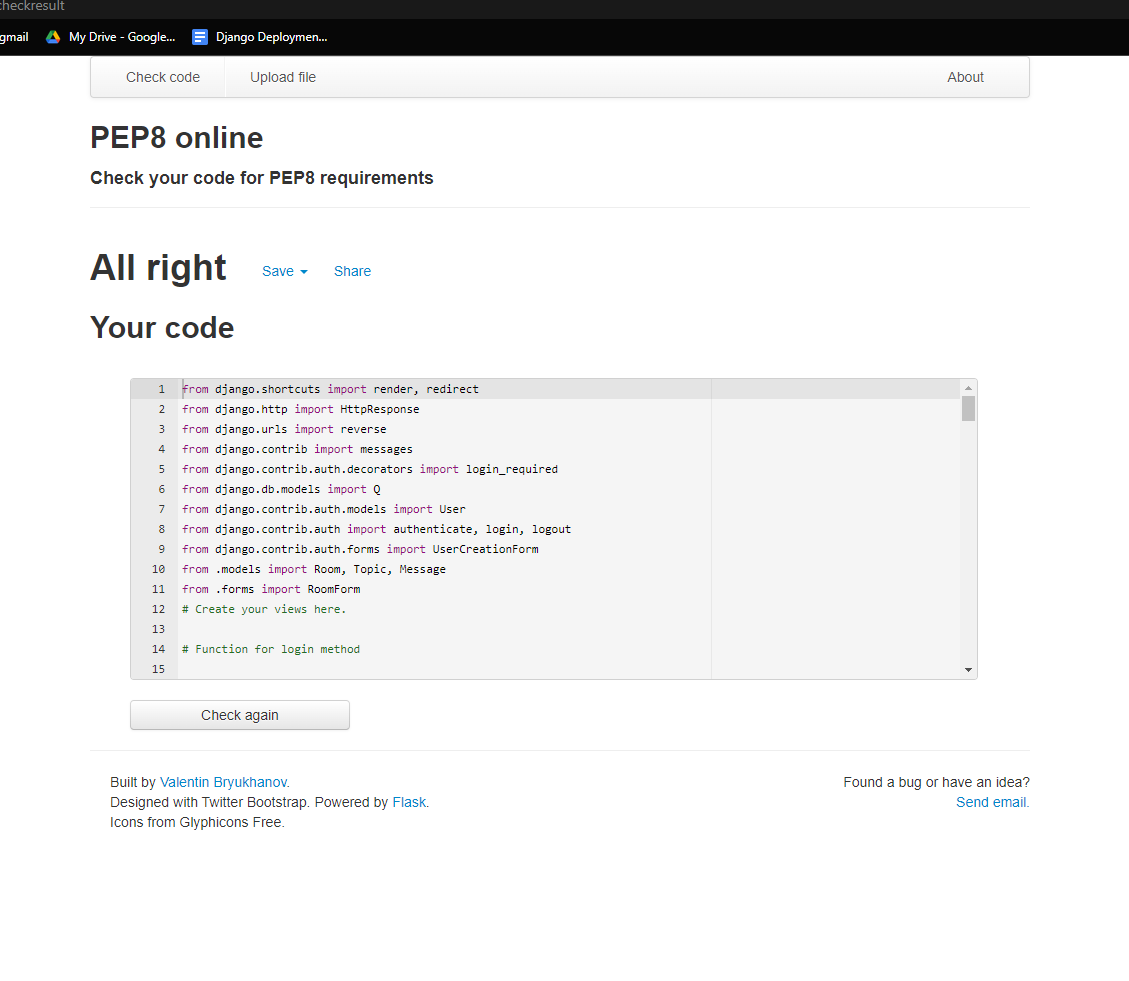 checkresult
gmail My Drive - Google... Django Deploymen...
Check code Upload file About
PEP8 online
Check your code for PEP8 requirements
All right Save Share
Your code
1 from django.shortcuts import render, redirect
2 from django.http import HttpResponse
3 from django.urls import reverse
4 from django.contrib import messages
5 from django.contrib.auth.decorators import login_required
6 from django.db.models import Q
7 from django.contrib.auth.models import User
8 from django.contrib.auth import authenticate, login, logout
9 from django.contrib.auth.forms import UserCreationForm
10 from .models import Room, Topic, Message
11 from .forms import RoomForm
12 # Create your views here.
13
14 # Function for login method
15
Check again
Built by Valentin Bryukhanov. Found a bug or have an idea?
Designed with Twitter Bootstrap. Powered by Flask. Send email.
Icons from Glyphicons Free.